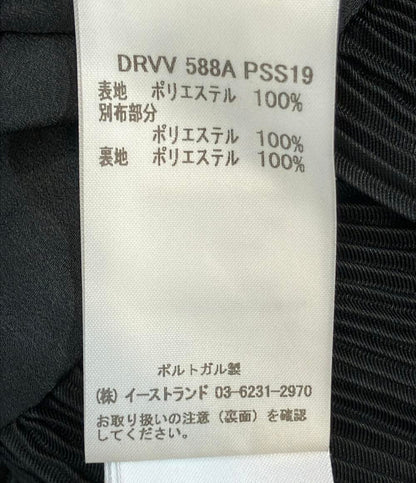 DRVV 588A PSS19
表地 ポリエステル 100%
別布部分
ポリエステル 100%
裏地 ポリエステル 100%
ポルトガル製
(株) イーストランド 03-6231-2970
お取り扱いの注意（裏面）を確認
してください。